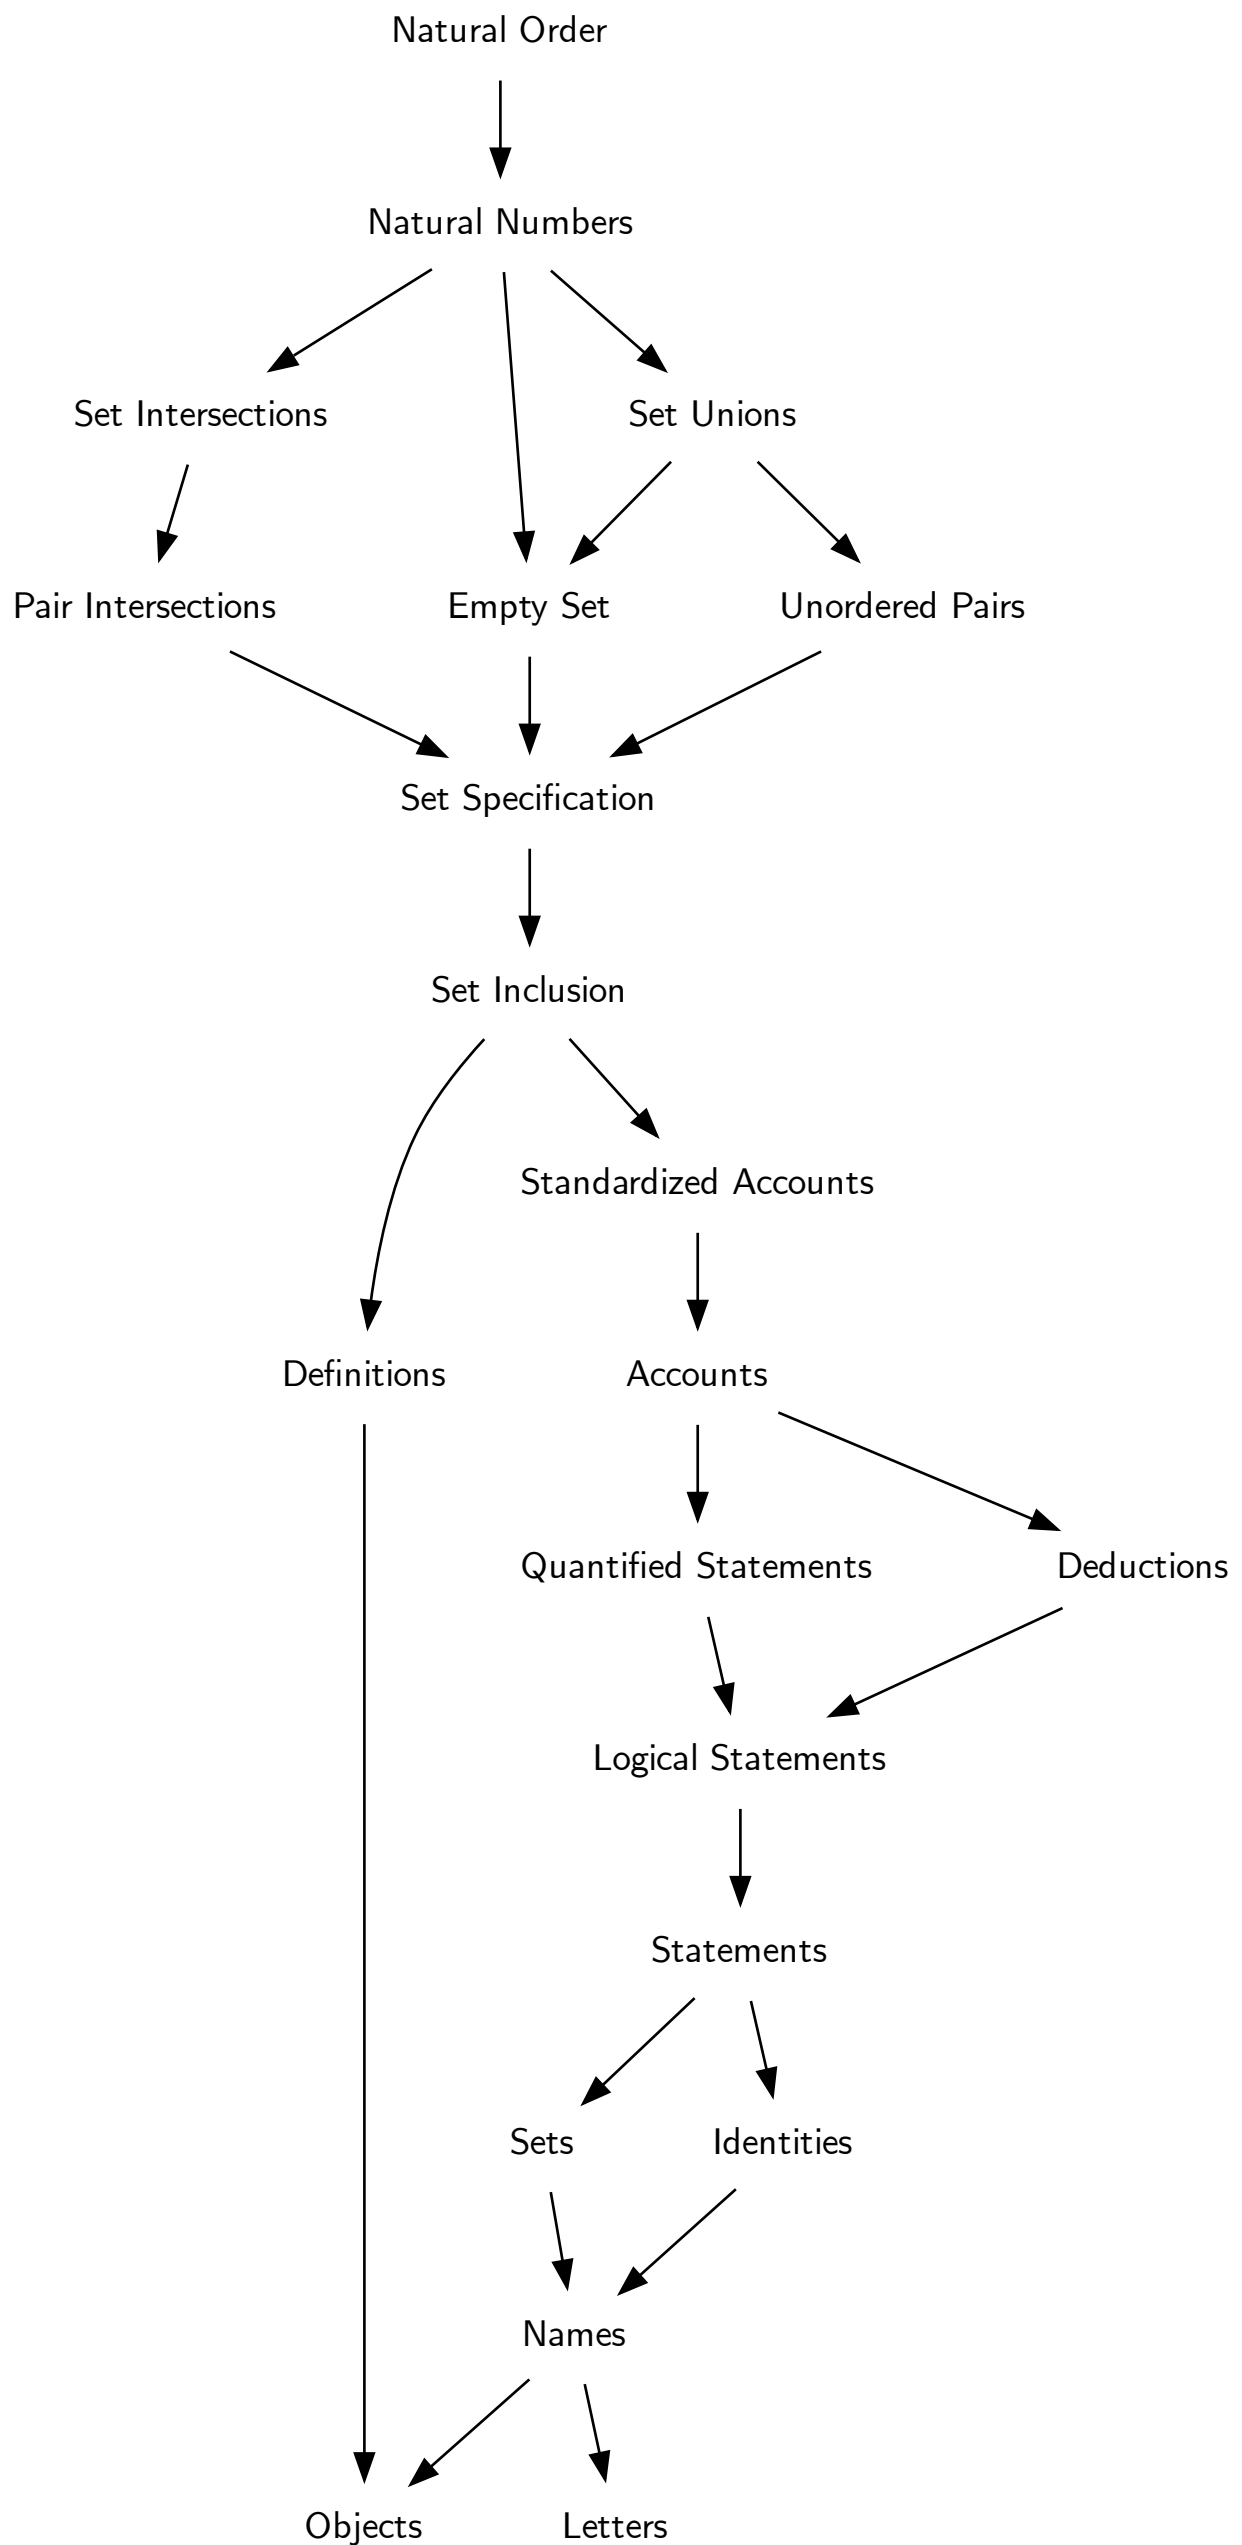 Natural Order
Natural Numbers
Set Intersections
Set Unions
Pair Intersections
Empty Set
Unordered Pairs
Set Specification
Set Inclusion
Standardized Accounts
Definitions
Accounts
Quantified Statements
Deductions
Logical Statements
Statements
Sets
Identities
Names
Objects
Letters